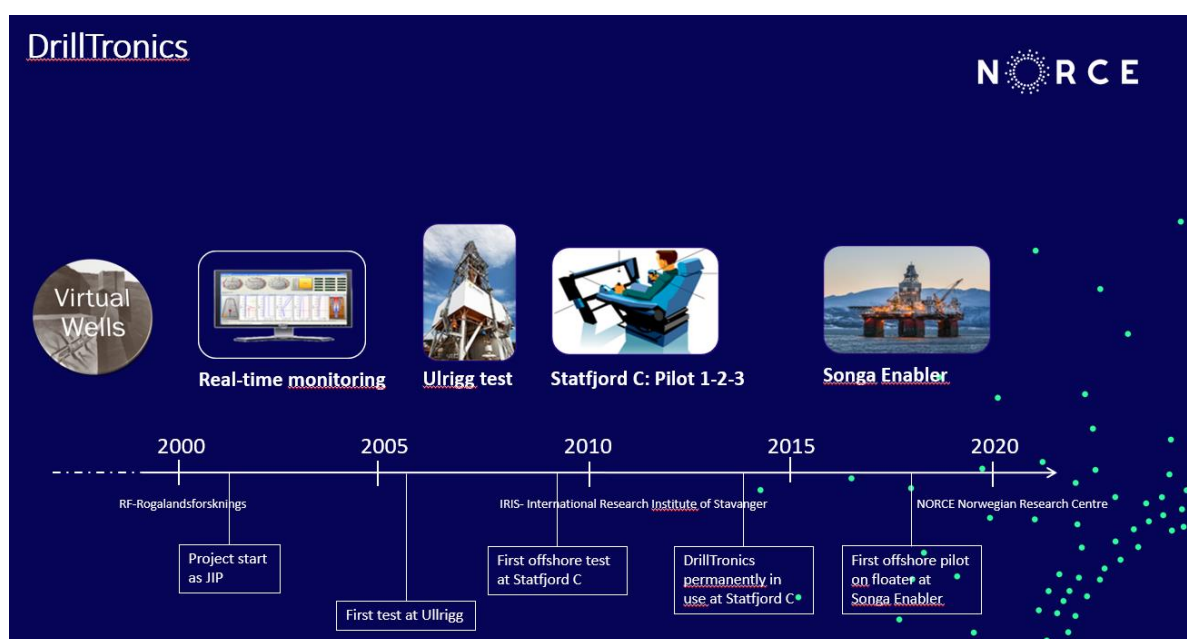 DrillTronics
NORCE
Virtual
Wells
Real-time monitoring
Ulrigg test
Statfjord C: Pilot 1-2-3
Songa Enabler
2000
2005
2010
2015
2020
RF-Rogalandsforsknings
IRIS- International Research Institute of Stavanger
NORCE Norwegian Research Centre
Project start
as JIP
First test at Ullrigg
First offshore test
at Statfjord C
DrillTronics
permanently in
use at Statfjord C
First offshore pilot
on floater at
Songa Enabler